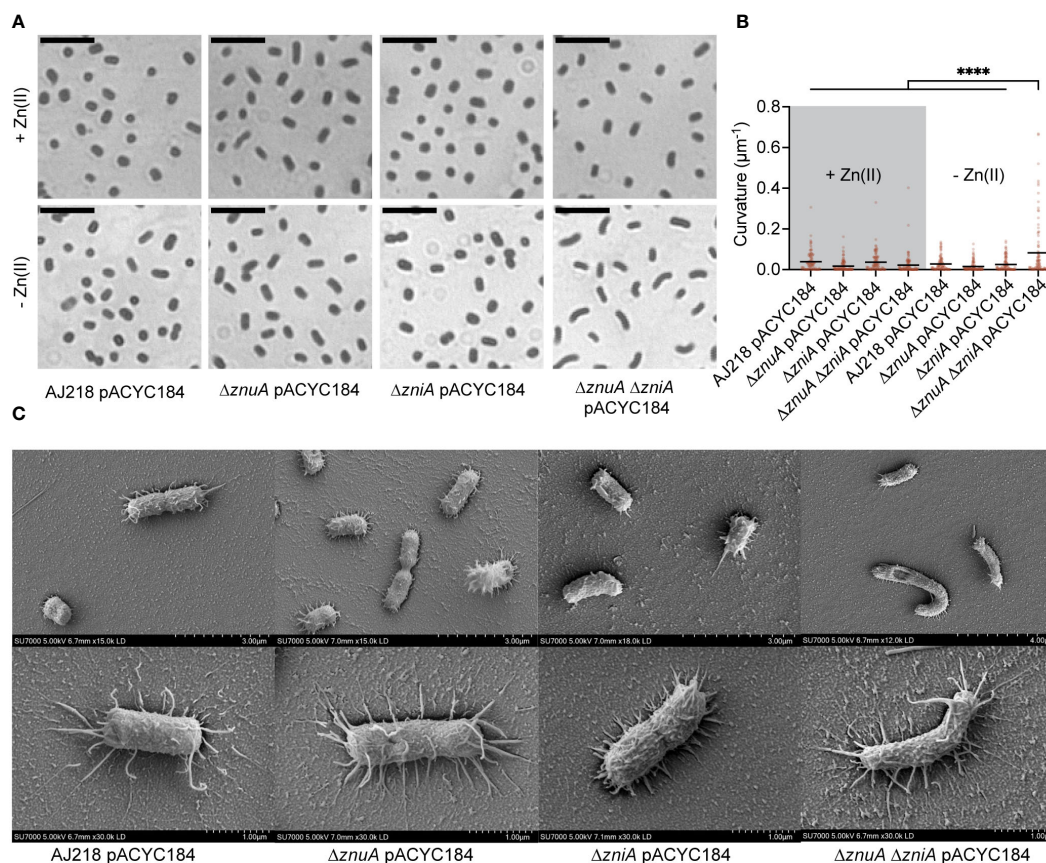 A
+ Zn(II)
- Zn(II)
AJ218 pACYC184
ΔznuA pACYC184
ΔzniA pACYC184
ΔznuA ΔzniA
pACYC184
B
****
Curvature (μm⁻¹)
0.8
0.6
0.4
0.2
0.0
+ Zn(II)
- Zn(II)
AJ218 pACYC184
ΔznuA pACYC184
ΔzniA pACYC184
ΔznuA ΔzniA pACYC184
AJ218 pACYC184
ΔznuA pACYC184
ΔzniA pACYC184
ΔznuA ΔzniA pACYC184
C
SU7000 5.00kV 6.7mm x15.0k LD 3.00μm
SU7000 5.00kV 7.0mm x15.0k LD 3.00μm
SU7000 5.00kV 7.0mm x18.0k LD 3.00μm
SU7000 5.00kV 6.7mm x12.0k LD 4.00μm
SU7000 5.00kV 6.7mm x30.0k LD 1.00μm
SU7000 5.00kV 6.7mm x30.0k LD 1.00μm
SU7000 5.00kV 7.1mm x30.0k LD 1.00μm
SU7000 5.00kV 6.7mm x30.0k LD 1.00μm
AJ218 pACYC184
ΔznuA pACYC184
ΔzniA pACYC184
ΔznuA ΔzniA pACYC184